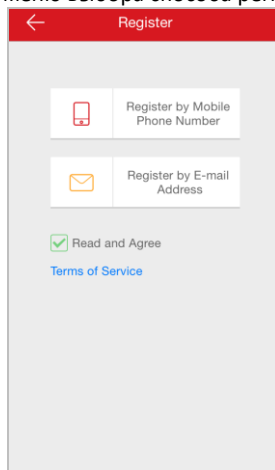 Register
Register by Mobile
Phone Number
Register by E-mail
Address
Read and Agree
Terms of Service